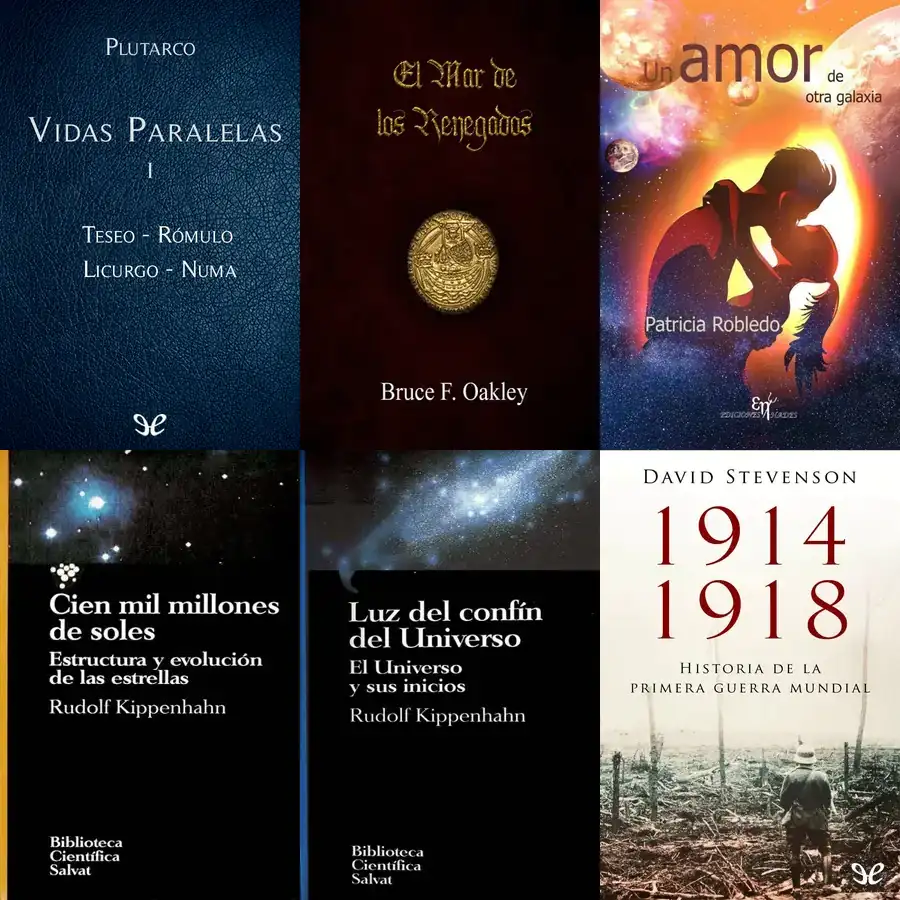 PLUTARCO
VIDAS PARALELAS
I
TESEO - RÓMULO
LICURGO - NUMA
El Mar de
los Renegados
Bruce F. Oakley
Un amor de
otra galaxia
Patricia Robledo
EDICIONES HADES
Cien mil millones
de soles
Estructura y evolución
de las estrellas
Rudolf Kippenhahn
Biblioteca
Científica
Salvat
Luz del confín
del Universo
El Universo
y sus inicios
Rudolf Kippenhahn
Biblioteca
Científica
Salvat
DAVID STEVENSON
1914
1918
HISTORIA DE LA
PRIMERA GUERRA MUNDIAL